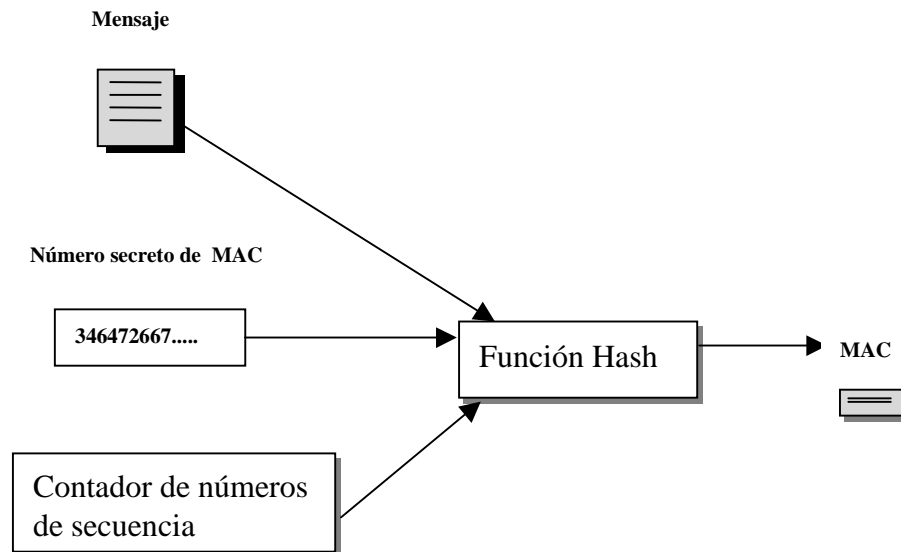 Mensaje
Número secreto de MAC
346472667.....
Función Hash
MAC
Contador de números
de secuencia